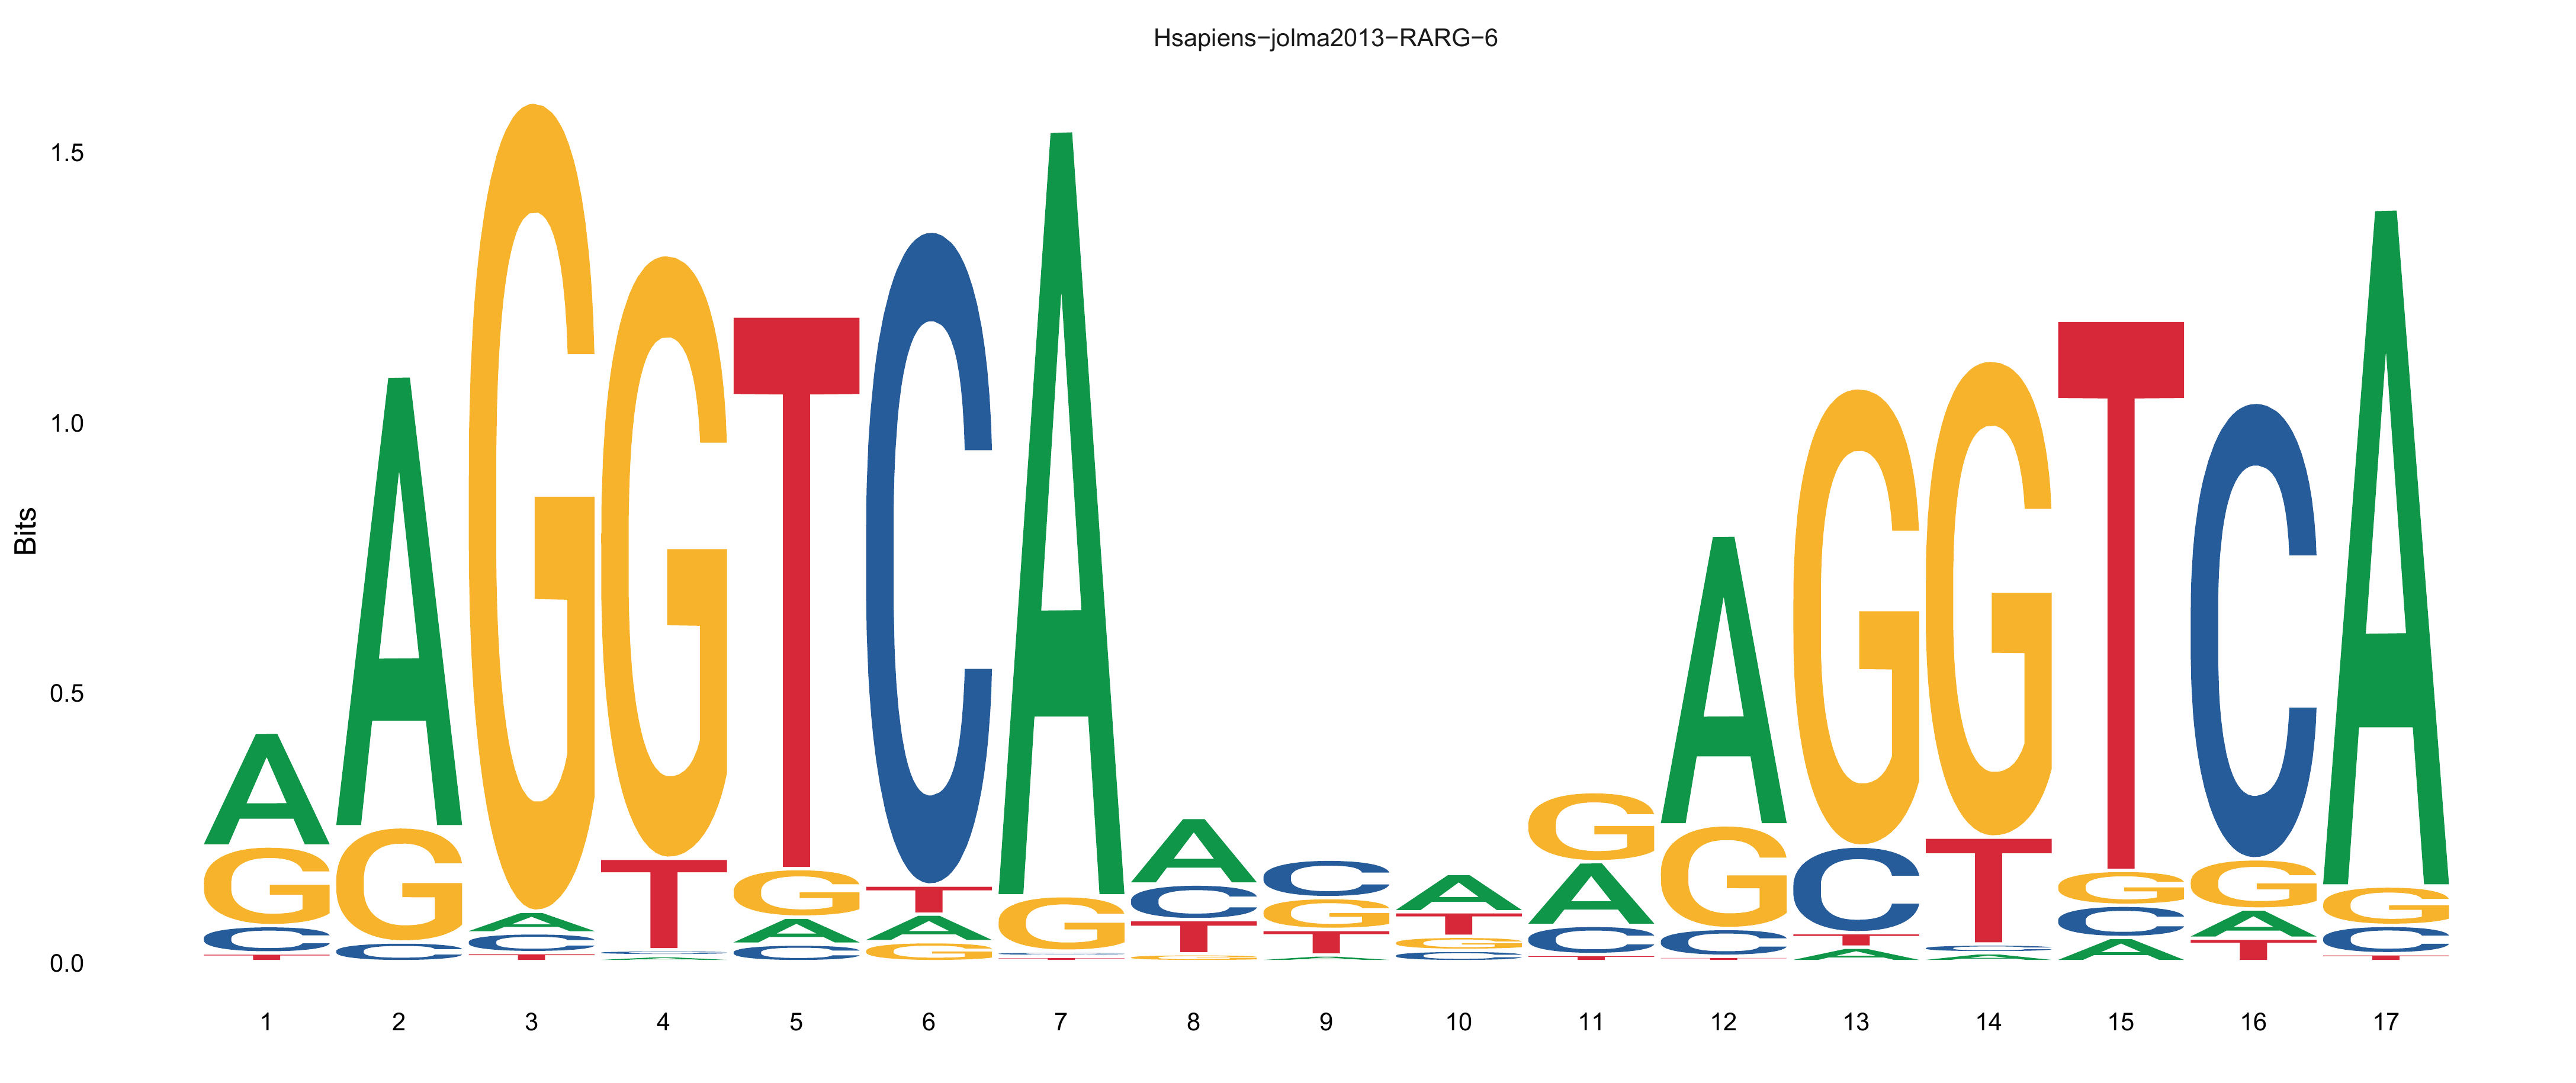 Hsapiens−jolma2013−RARG−6
1.5
1.0
0.5
0.0
Bits
A A G G T C A A C A G A G G T C A
G G A T G T G C G T A G C T G G G
C C C C A A C T T G C C T C C A C
T T A C G T G A C T T A A A T T
1 2 3 4 5 6 7 8 9 10 11 12 13 14 15 16 17